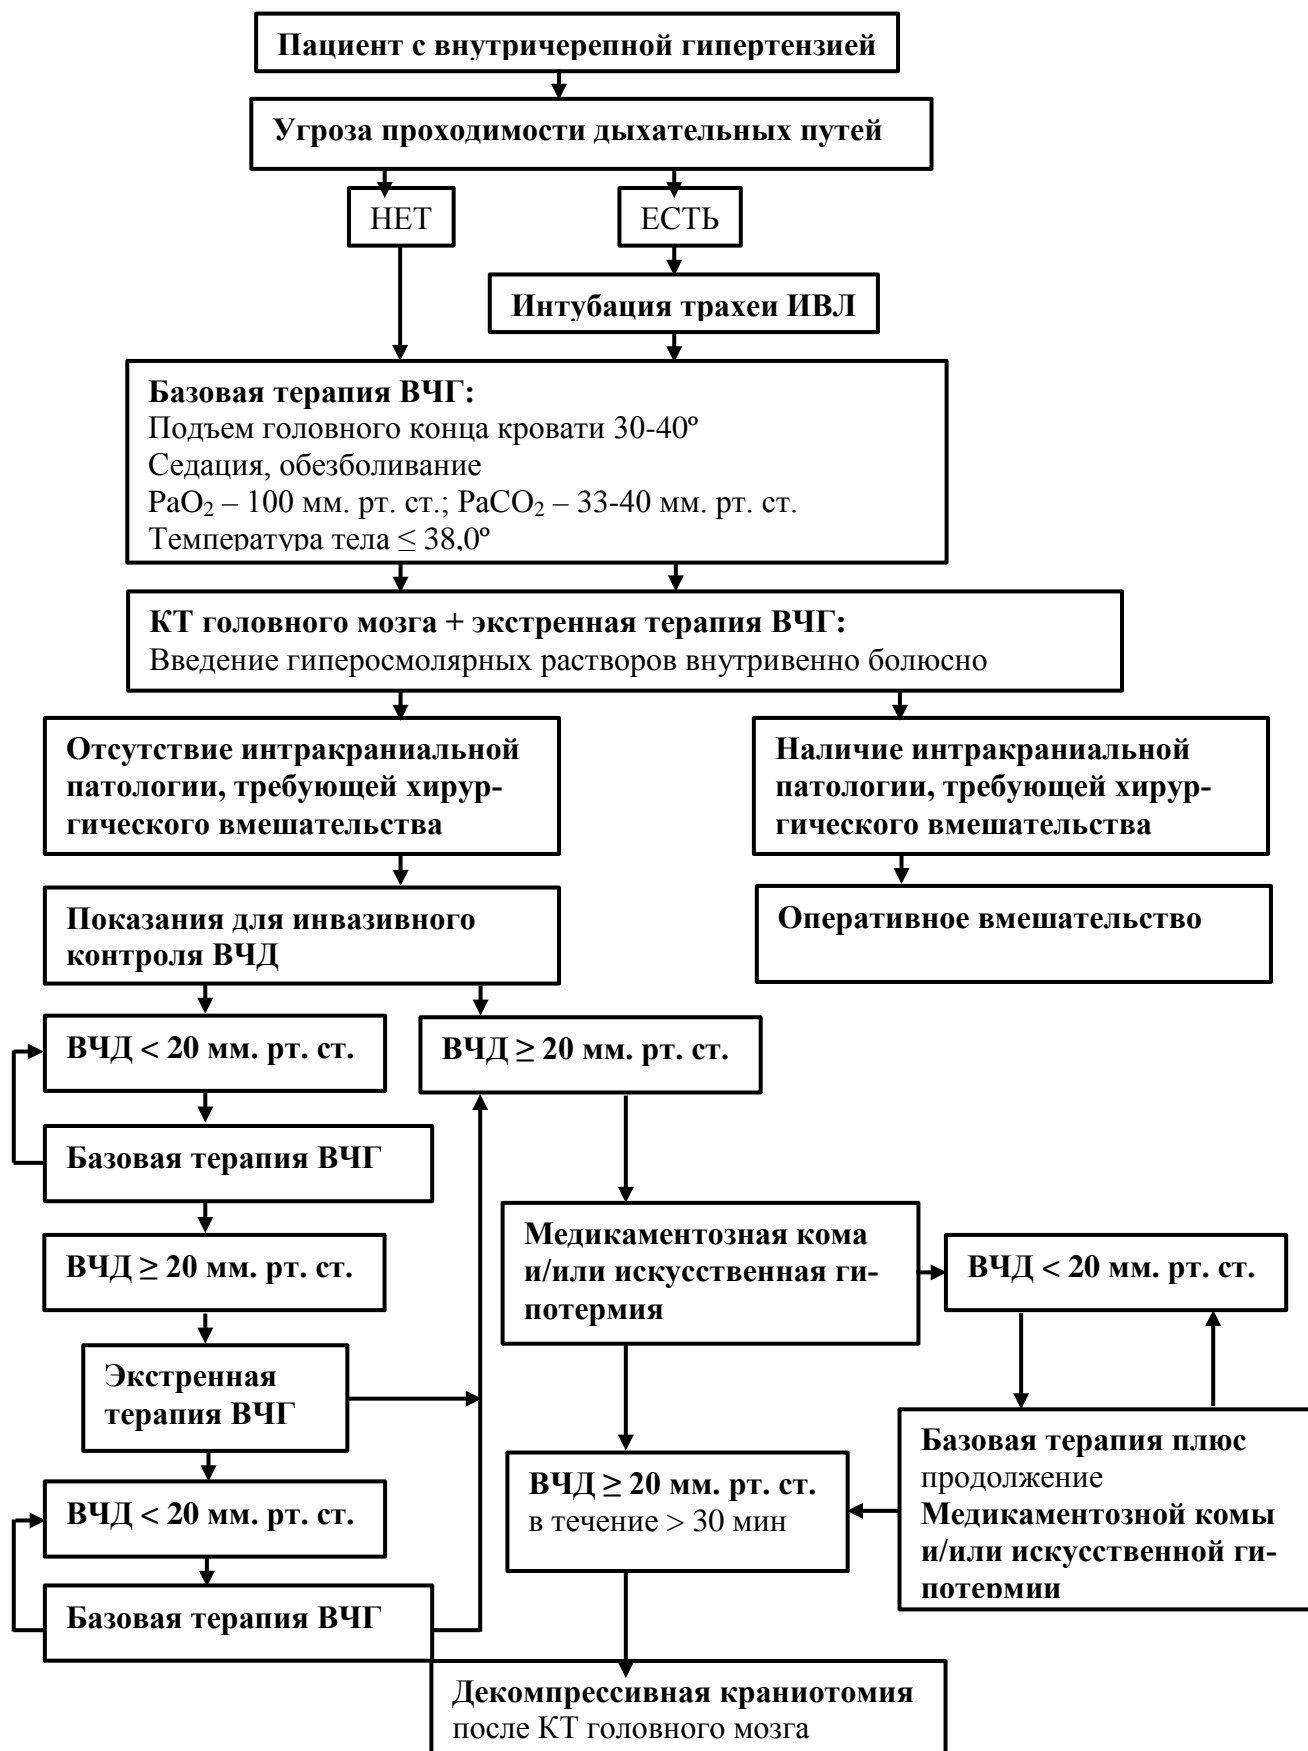 Пациент с внутричерепной гипертензией
Угроза проходимости дыхательных путей
НЕТ
ЕСТЬ
Интубация трахеи ИВЛ
Базовая терапия ВЧГ:
Подъем головного конца кровати 30-40º
Седация, обезболивание
PaO₂ – 100 мм. рт. ст.; PaCO₂ – 33-40 мм. рт. ст.
Температура тела ≤ 38,0º
КТ головного мозга + экстренная терапия ВЧГ:
Введение гиперосмолярных растворов внутривенно болюсно
Отсутствие интракраниальной
патологии, требующей хирур-
гического вмешательства
Наличие интракраниальной
патологии, требующей хирур-
гического вмешательства
Показания для инвазивного
контроля ВЧД
Оперативное вмешательство
ВЧД < 20 мм. рт. ст.
ВЧД ≥ 20 мм. рт. ст.
Базовая терапия ВЧГ
ВЧД ≥ 20 мм. рт. ст.
Медикаментозная кома
и/или искусственная ги-
потермия
ВЧД < 20 мм. рт. ст.
Экстренная
терапия ВЧГ
ВЧД < 20 мм. рт. ст.
ВЧД ≥ 20 мм. рт. ст.
в течение > 30 мин
Базовая терапия плюс
продолжение
Медикаментозной комы
и/или искусственной ги-
потермии
Базовая терапия ВЧГ
Декомпрессивная краниотомия
после КТ головного мозга